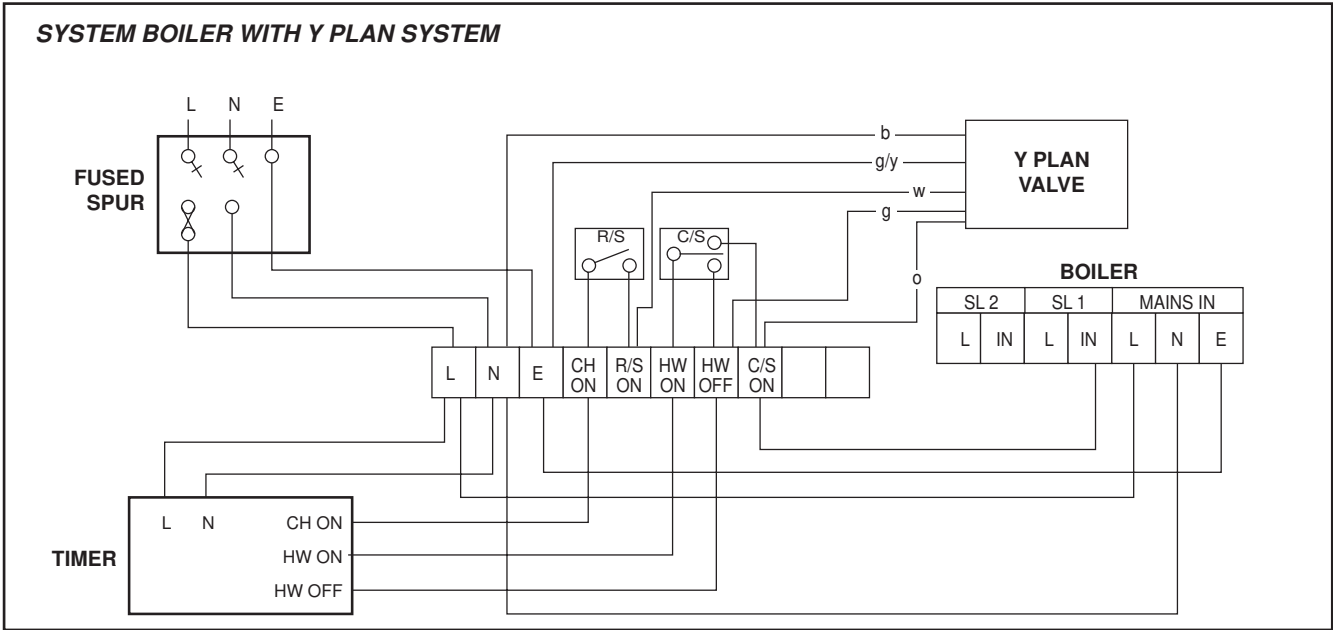 SYSTEM BOILER WITH Y PLAN SYSTEM
L N E
FUSED
SPUR
b
g/y
w
g
o
Y PLAN
VALVE
R/S
C/S
BOILER
SL 2 SL 1 MAINS IN
L IN L IN L N E
L N E CH ON R/S ON HW ON HW OFF C/S ON
TIMER
L N CH ON
HW ON
HW OFF